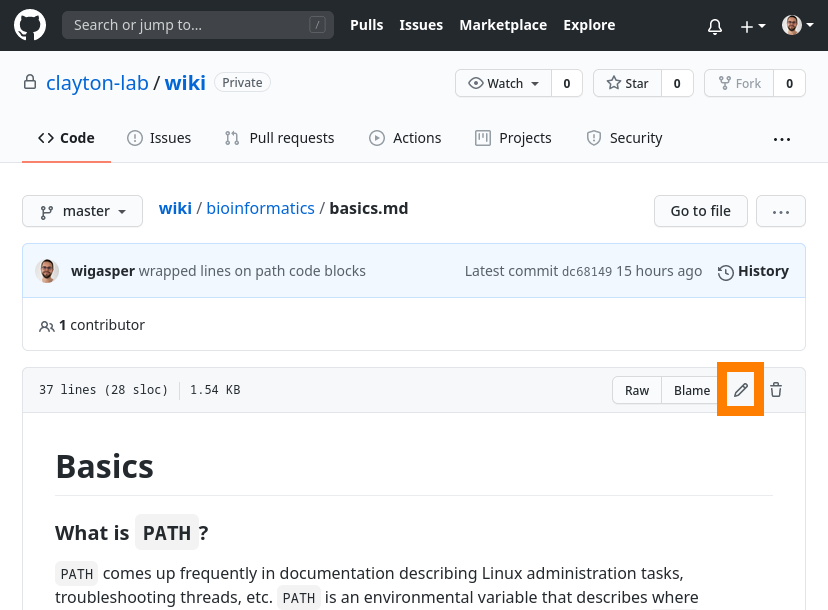 Search or jump to… / Pulls Issues Marketplace Explore
clayton-lab / wiki Private Watch 0 Star 0 Fork 0
Code Issues Pull requests Actions Projects Security ...
master wiki / bioinformatics / basics.md Go to file ...
wigasper wrapped lines on path code blocks Latest commit dc68149 15 hours ago History
1 contributor
37 lines (28 sloc) 1.54 KB Raw Blame
Basics
What is PATH ?
PATH comes up frequently in documentation describing Linux administration tasks,
troubleshooting threads, etc. PATH is an environmental variable that describes where